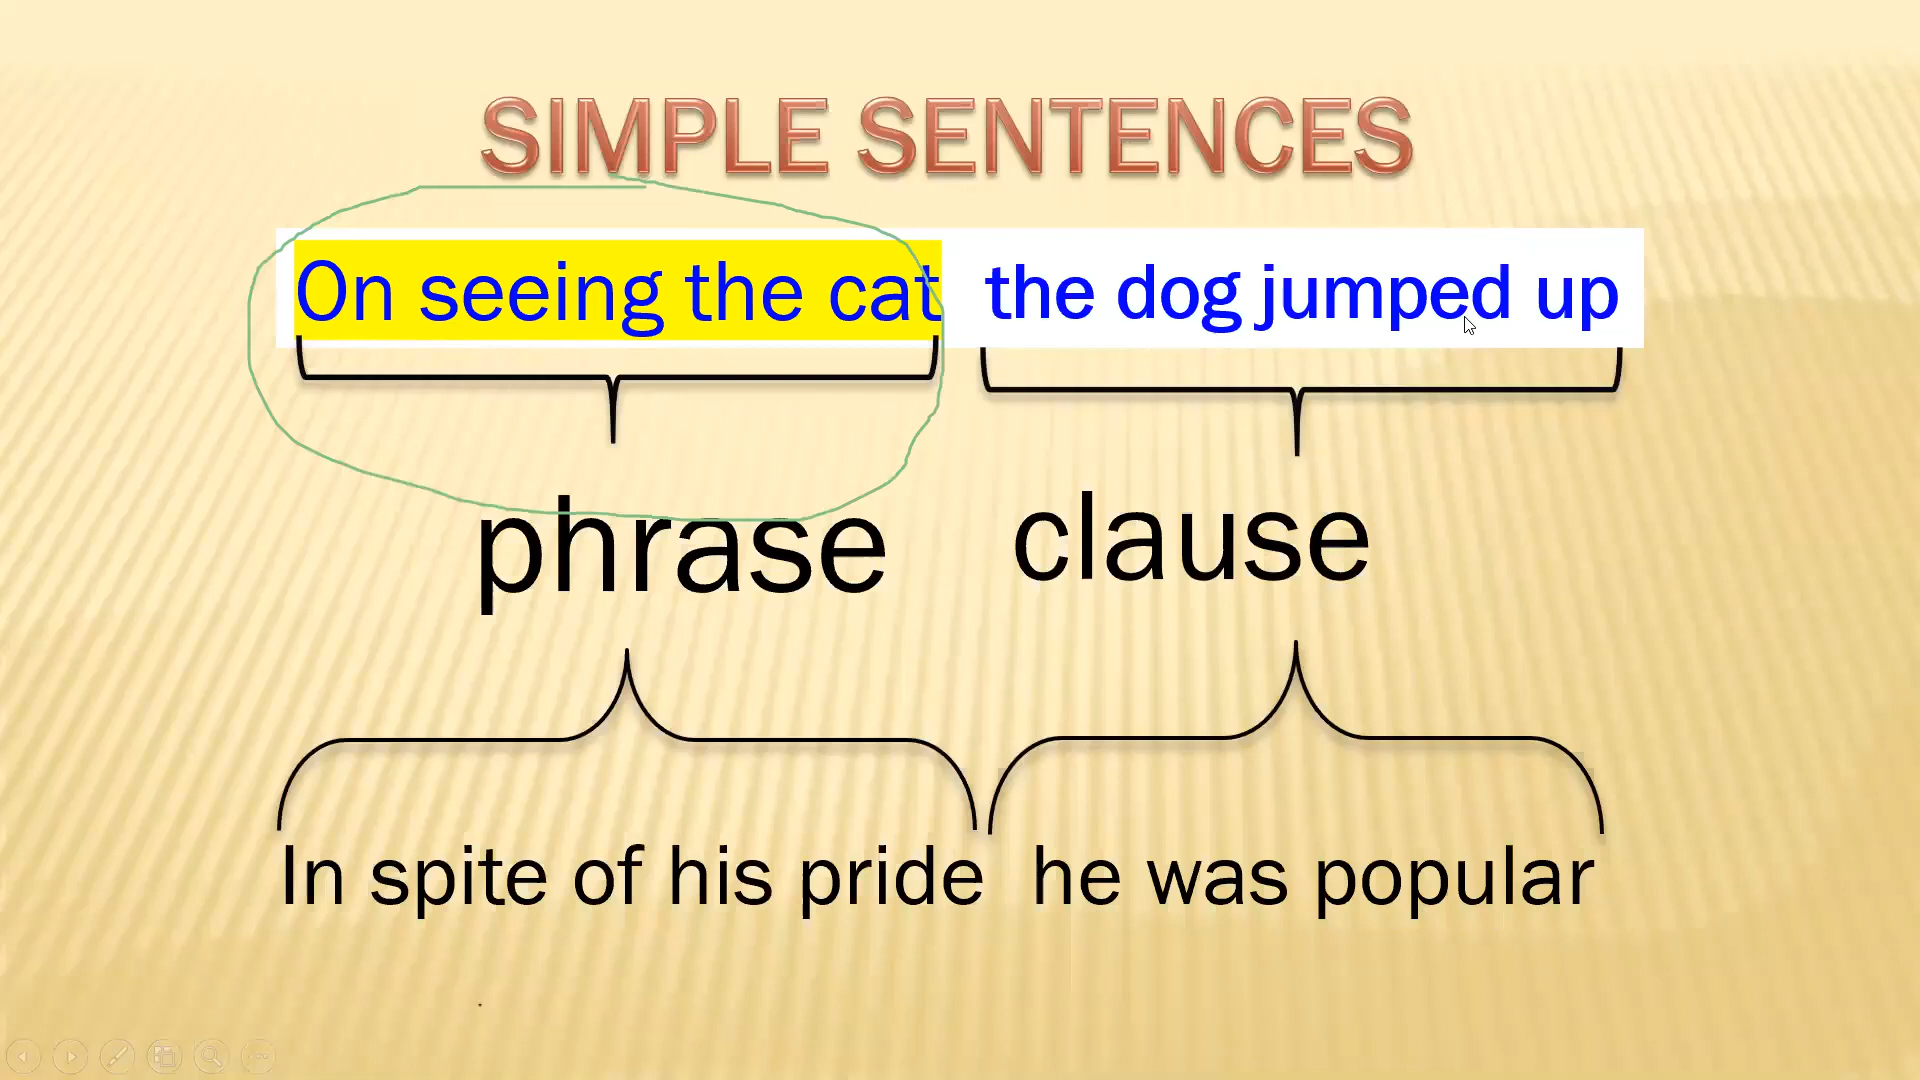 SIMPLE SENTENCES
On seeing the cat the dog jumped up
phrase clause
In spite of his pride he was popular